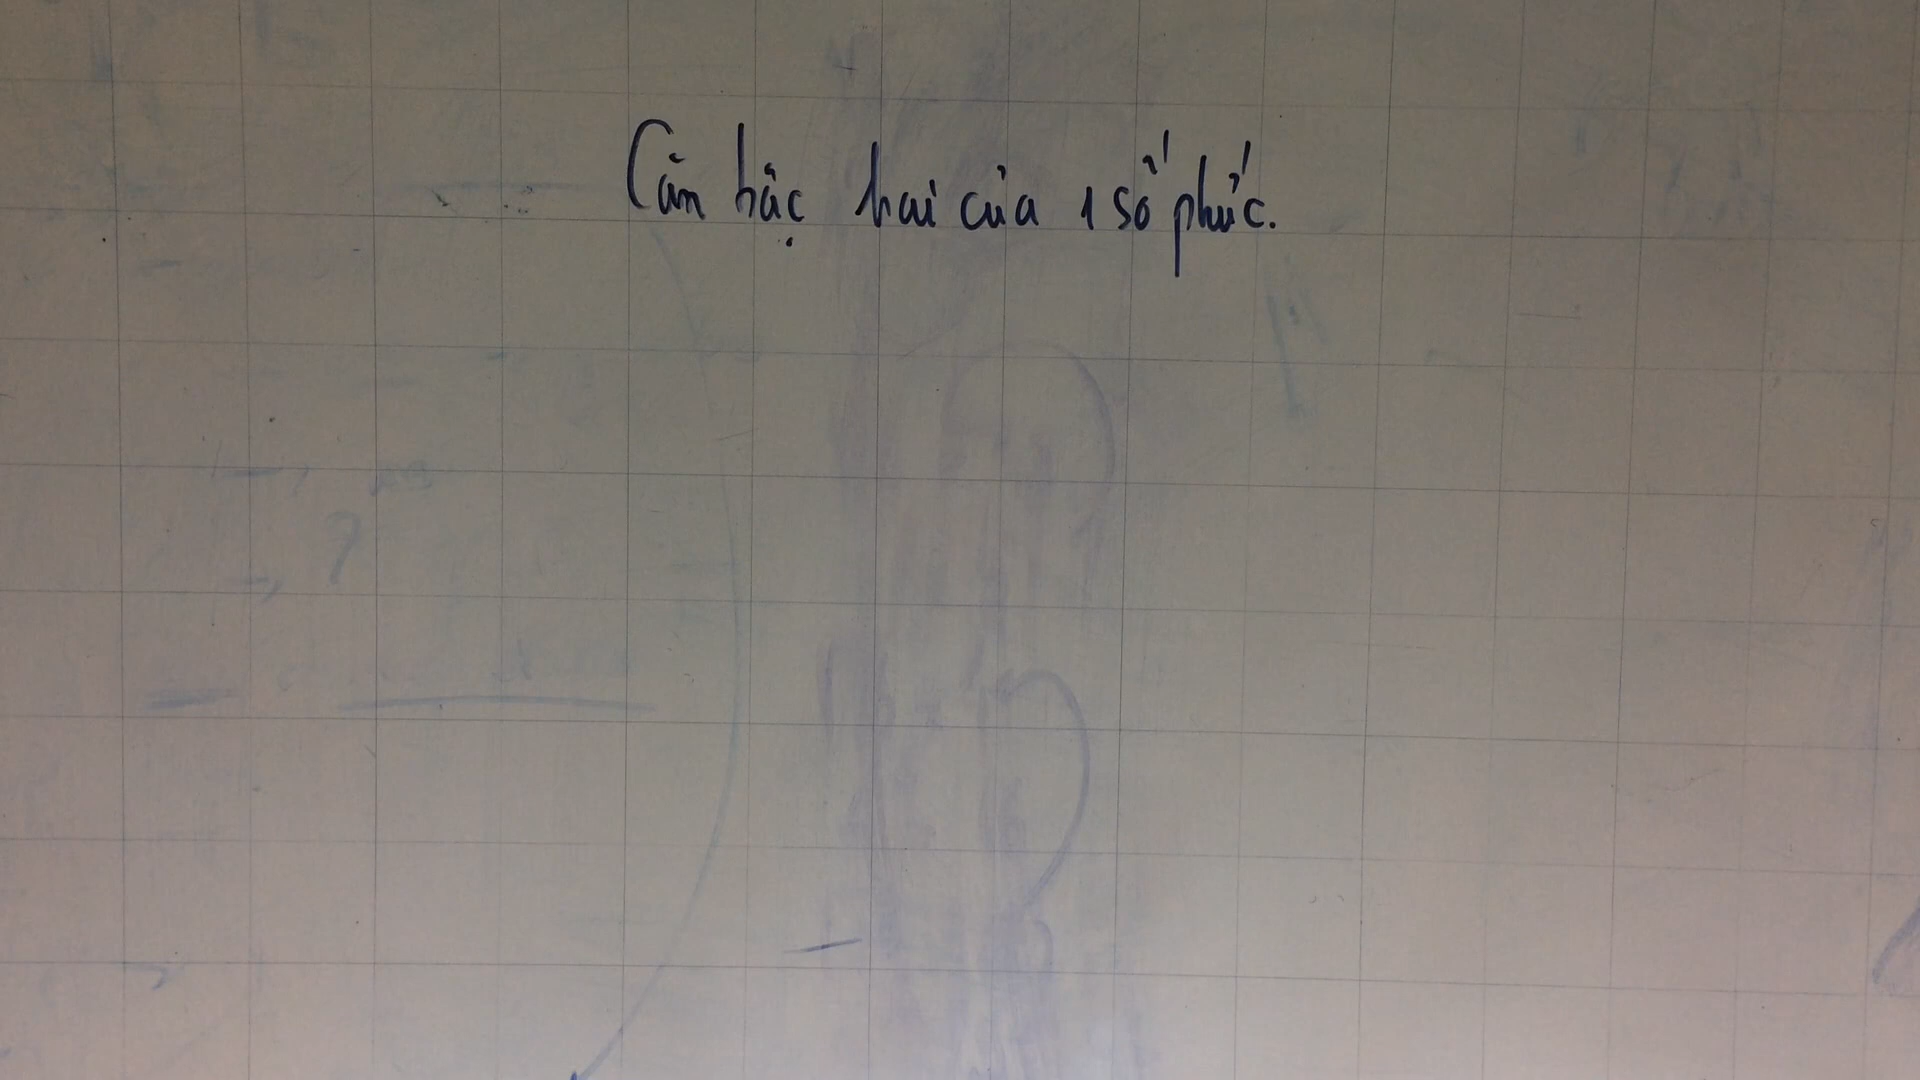 Căn bậc hai của 1 số phức.